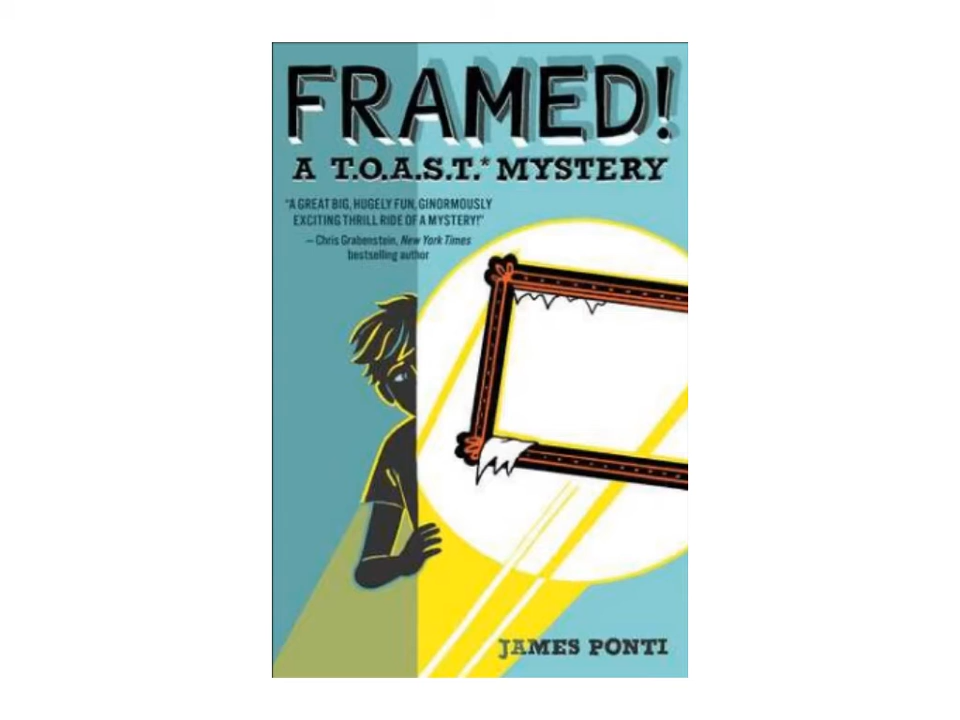 FRAMED!
A T.O.A.S.T.* MYSTERY
"A GREAT BIG, HUGELY FUN, GINORMOUSLY
EXCITING THRILL RIDE OF A MYSTERY!"
— Chris Grabenstein, New York Times
bestselling author
JAMES PONTI